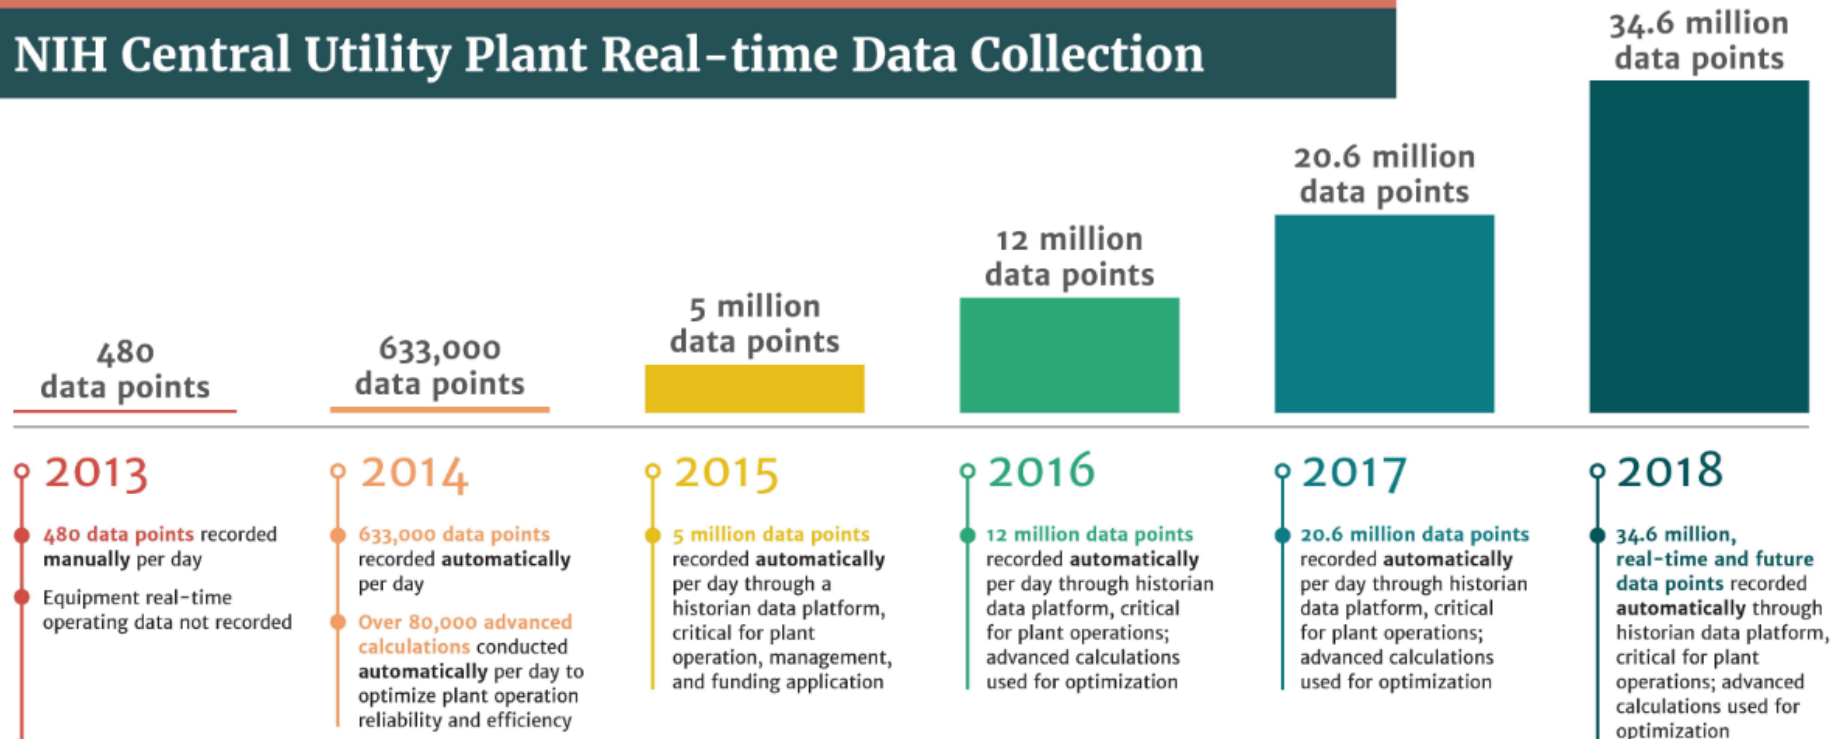 NIH Central Utility Plant Real-time Data Collection
480
data points
633,000
data points
5 million
data points
12 million
data points
20.6 million
data points
34.6 million
data points
2013
480 data points recorded
manually per day
Equipment real-time
operating data not recorded
2014
633,000 data points
recorded automatically
per day
Over 80,000 advanced
calculations conducted
automatically per day to
optimize plant operation
reliability and efficiency
2015
5 million data points
recorded automatically
per day through a
historian data platform,
critical for plant
operation, management,
and funding application
2016
12 million data points
recorded automatically
per day through historian
data platform, critical
for plant operations;
advanced calculations
used for optimization
2017
20.6 million data points
recorded automatically
per day through historian
data platform, critical
for plant operations;
advanced calculations
used for optimization
2018
34.6 million,
real-time and future
data points recorded
automatically through
historian data platform,
critical for plant
operations; advanced
calculations used for
optimization